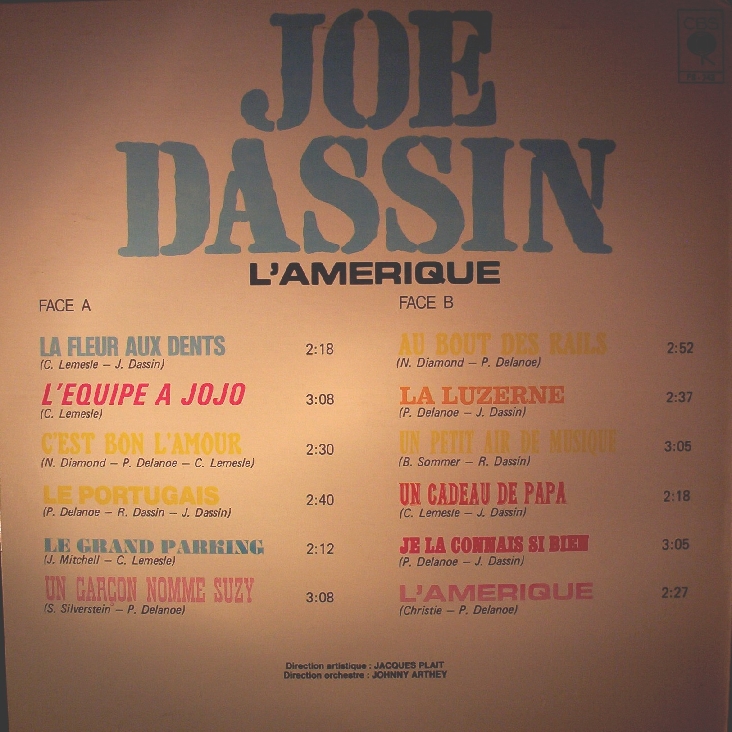 JOE
DASSIN
L'AMERIQUE
FACE A
LA FLEUR AUX DENTS 2:18
(C. Lemesle – J. Dassin)
L'EQUIPE A JOJO 3:08
(C. Lemesle)
C'EST BON L'AMOUR 2:30
(N. Diamond – P. Delanoe – C. Lemesle)
LE PORTUGAIS 2:40
(P. Delanoe – R. Dassin – J. Dassin)
LE GRAND PARKING 2:12
(J. Mitchell – C. Lemesle)
UN GARÇON NOMME SUZY 3:08
(S. Silverstein – P. Delanoe)
FACE B
AU BOUT DES RAILS 2:52
(N. Diamond – P. Delanoe)
LA LUZERNE 2:37
(P. Delanoe – J. Dassin)
UN PETIT AIR DE MUSIQUE 3:05
(B. Sommer – R. Dassin)
UN CADEAU DE PAPA 2:18
(C. Lemesle – J. Dassin)
JE LA CONNAIS SI BIEN 3:05
(P. Delanoe – J. Dassin)
L'AMERIQUE 2:27
(Christie – P. Delanoe)
Direction artistique : JACQUES PLAIT
Direction orchestre : JOHNNY ARTHEY
CBS